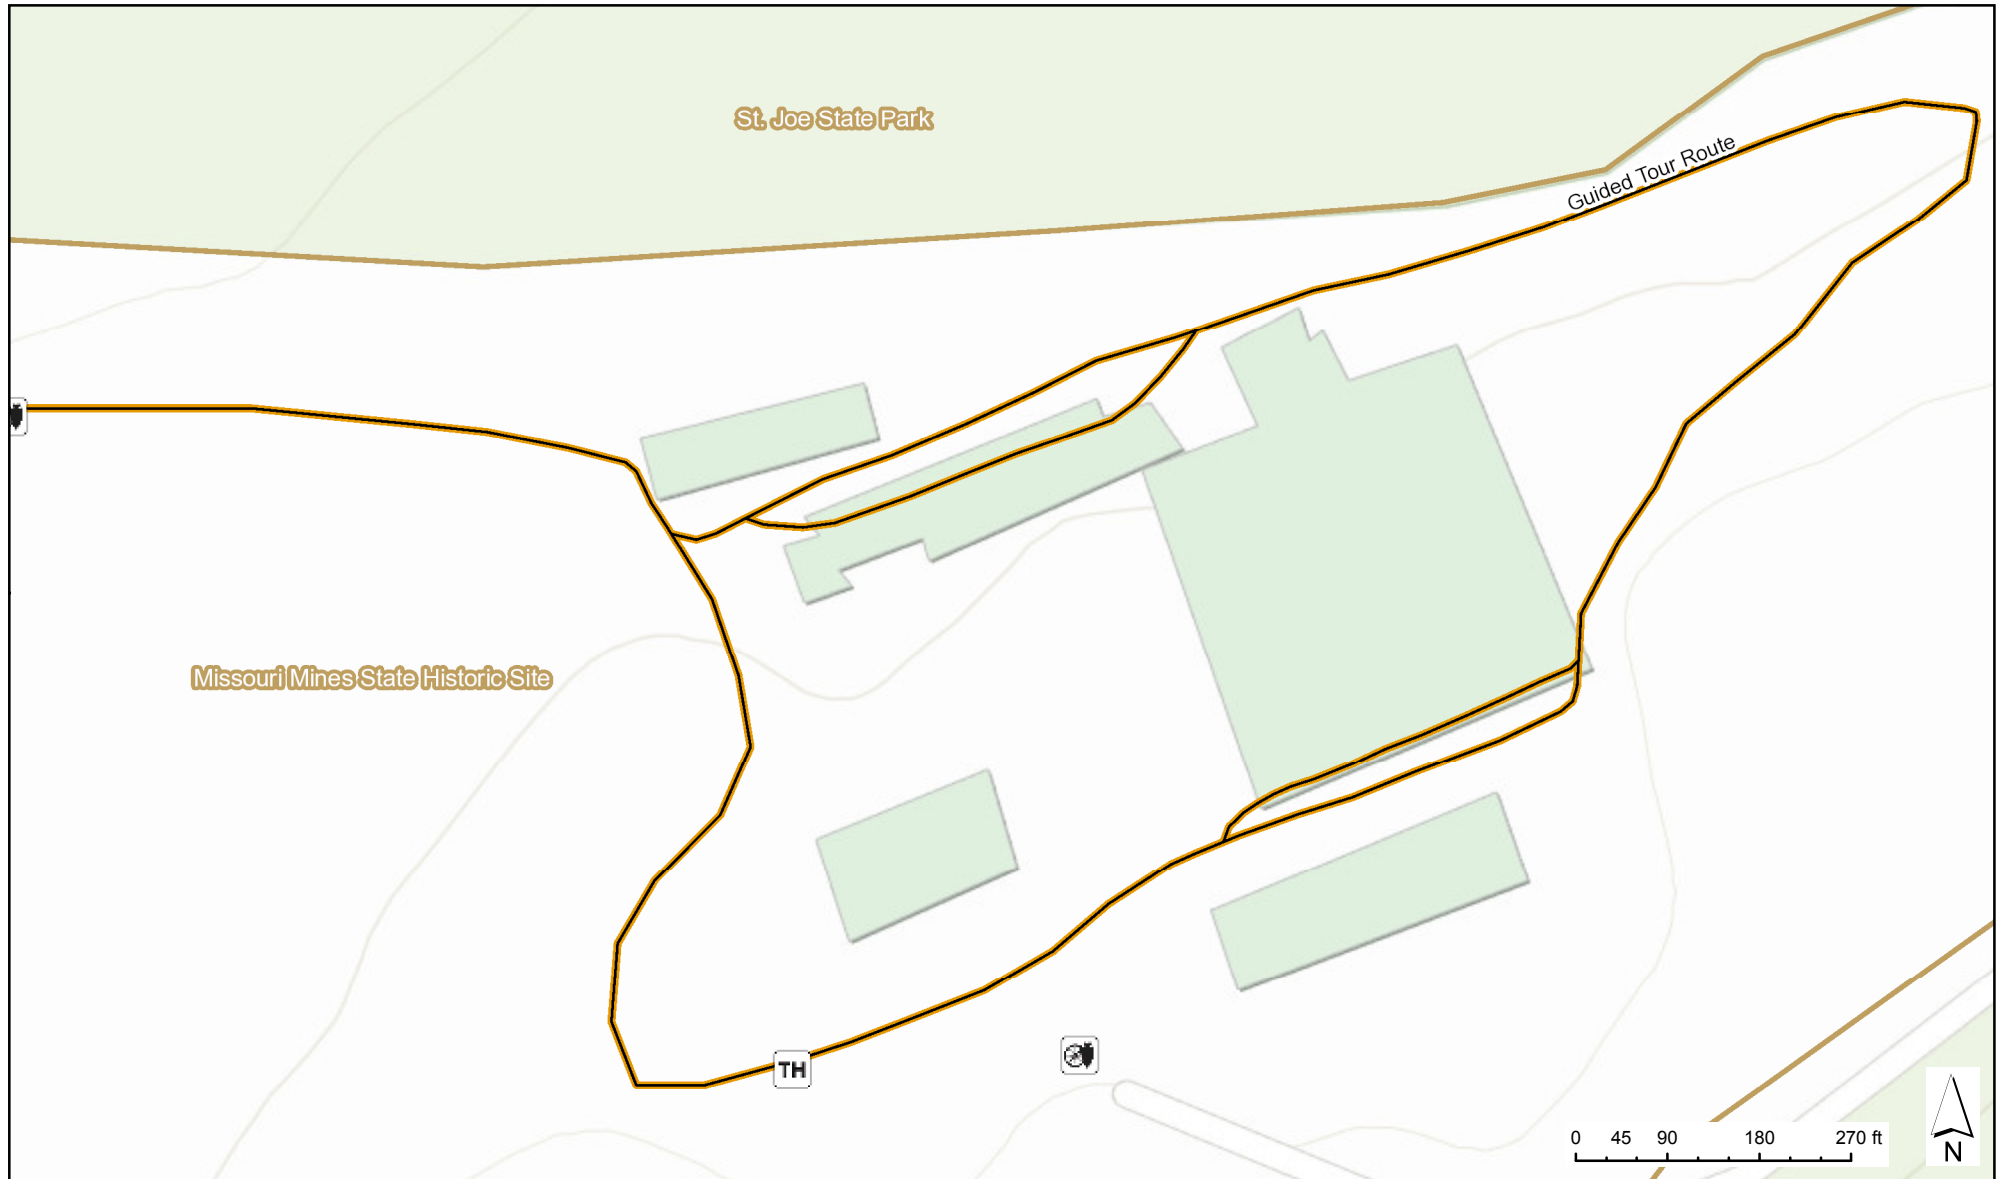 St. Joe State Park
Guided Tour Route
Missouri Mines State Historic Site
TH
0 45 90 180 270 ft
N